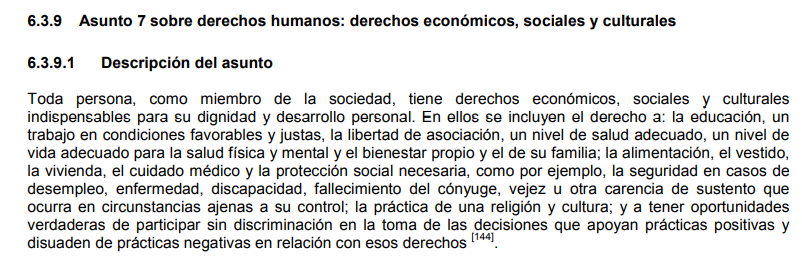 6.3.9 Asunto 7 sobre derechos humanos: derechos económicos, sociales y culturales
6.3.9.1 Descripción del asunto
Toda persona, como miembro de la sociedad, tiene derechos económicos, sociales y culturales
indispensables para su dignidad y desarrollo personal. En ellos se incluyen el derecho a: la educación, un
trabajo en condiciones favorables y justas, la libertad de asociación, un nivel de salud adecuado, un nivel de
vida adecuado para la salud física y mental y el bienestar propio y el de su familia; la alimentación, el vestido,
la vivienda, el cuidado médico y la protección social necesaria, como por ejemplo, la seguridad en casos de
desempleo, enfermedad, discapacidad, fallecimiento del cónyuge, vejez u otra carencia de sustento que
ocurra en circunstancias ajenas a su control; la práctica de una religión y cultura; y a tener oportunidades
verdaderas de participar sin discriminación en la toma de las decisiones que apoyan prácticas positivas y
disuaden de prácticas negativas en relación con esos derechos [144].